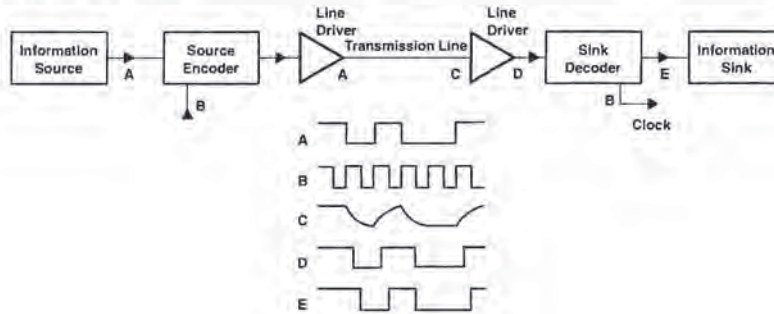 Line
Driver
Line
Driver
Information
Source
Source
Encoder
Transmission Line
Sink
Decoder
Information
Sink
A
A
C
D
E
B
B
Clock
A
B
C
D
E